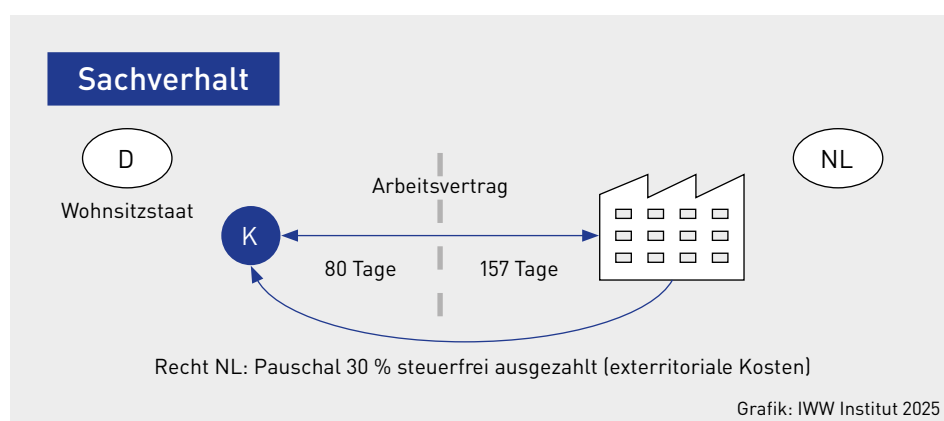 Sachverhalt
D
NL
Arbeitsvertrag
Wohnsitzstaat
K
80 Tage
157 Tage
Recht NL: Pauschal 30 % steuerfrei ausgezahlt (exterritoriale Kosten)
Grafik: IWW Institut 2025